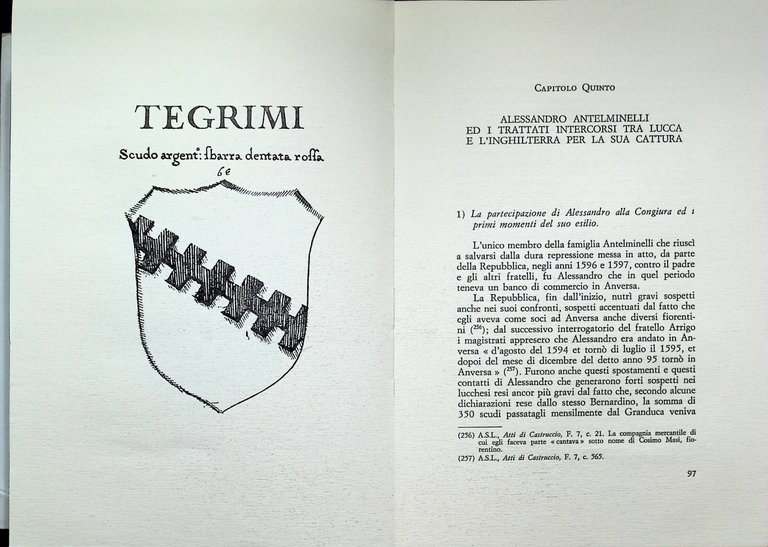 TEGRIMI
Scudo argent.º: sbarra dentata rossa
Capitolo Quinto
ALESSANDRO ANTELMINELLI
ED I TRATTATI INTERCORSI TRA LUCCA
E L'INGHILTERRA PER LA SUA CATTURA
1) La partecipazione di Alessandro alla Congiura ed i
primi momenti del suo esilio.
L'unico membro della famiglia Antelminelli che riuscì
a salvarsi dalla dura repressione messa in atto, da parte
della Repubblica, negli anni 1596 e 1597, contro il padre
e gli altri fratelli, fu Alessandro che in quel periodo
teneva un banco di commercio in Anversa.
La Repubblica, fin dall'inizio, nutrì gravi sospetti
anche nei suoi confronti, sospetti accentuati dal fatto che
egli aveva come soci ad Anversa anche diversi fiorenti-
ni (256); dal successivo interrogatorio del fratello Arrigo
i magistrati appresero che Alessandro era andato in An-
versa « d'agosto del 1594 et tornò di luglio il 1595, et
dopoi del mese di dicembre del detto anno 95 tornò in
Anversa » (257). Furono anche questi spostamenti e questi
contatti di Alessandro che generarono forti sospetti nei
lucchesi resi ancor più gravi dal fatto che, secondo alcune
dichiarazioni rese dallo stesso Bernardino, la somma di
350 scudi passatagli mensilmente dal Granduca veniva
(256) A.S.L., Atti di Castruccio, F. 7, c. 21. La compagnia mercantile di
cui egli faceva parte « cantava » sotto nome di Cosimo Masi, fio-
rentino.
(257) A.S.L., Atti di Castruccio, F. 7, c. 565.
97